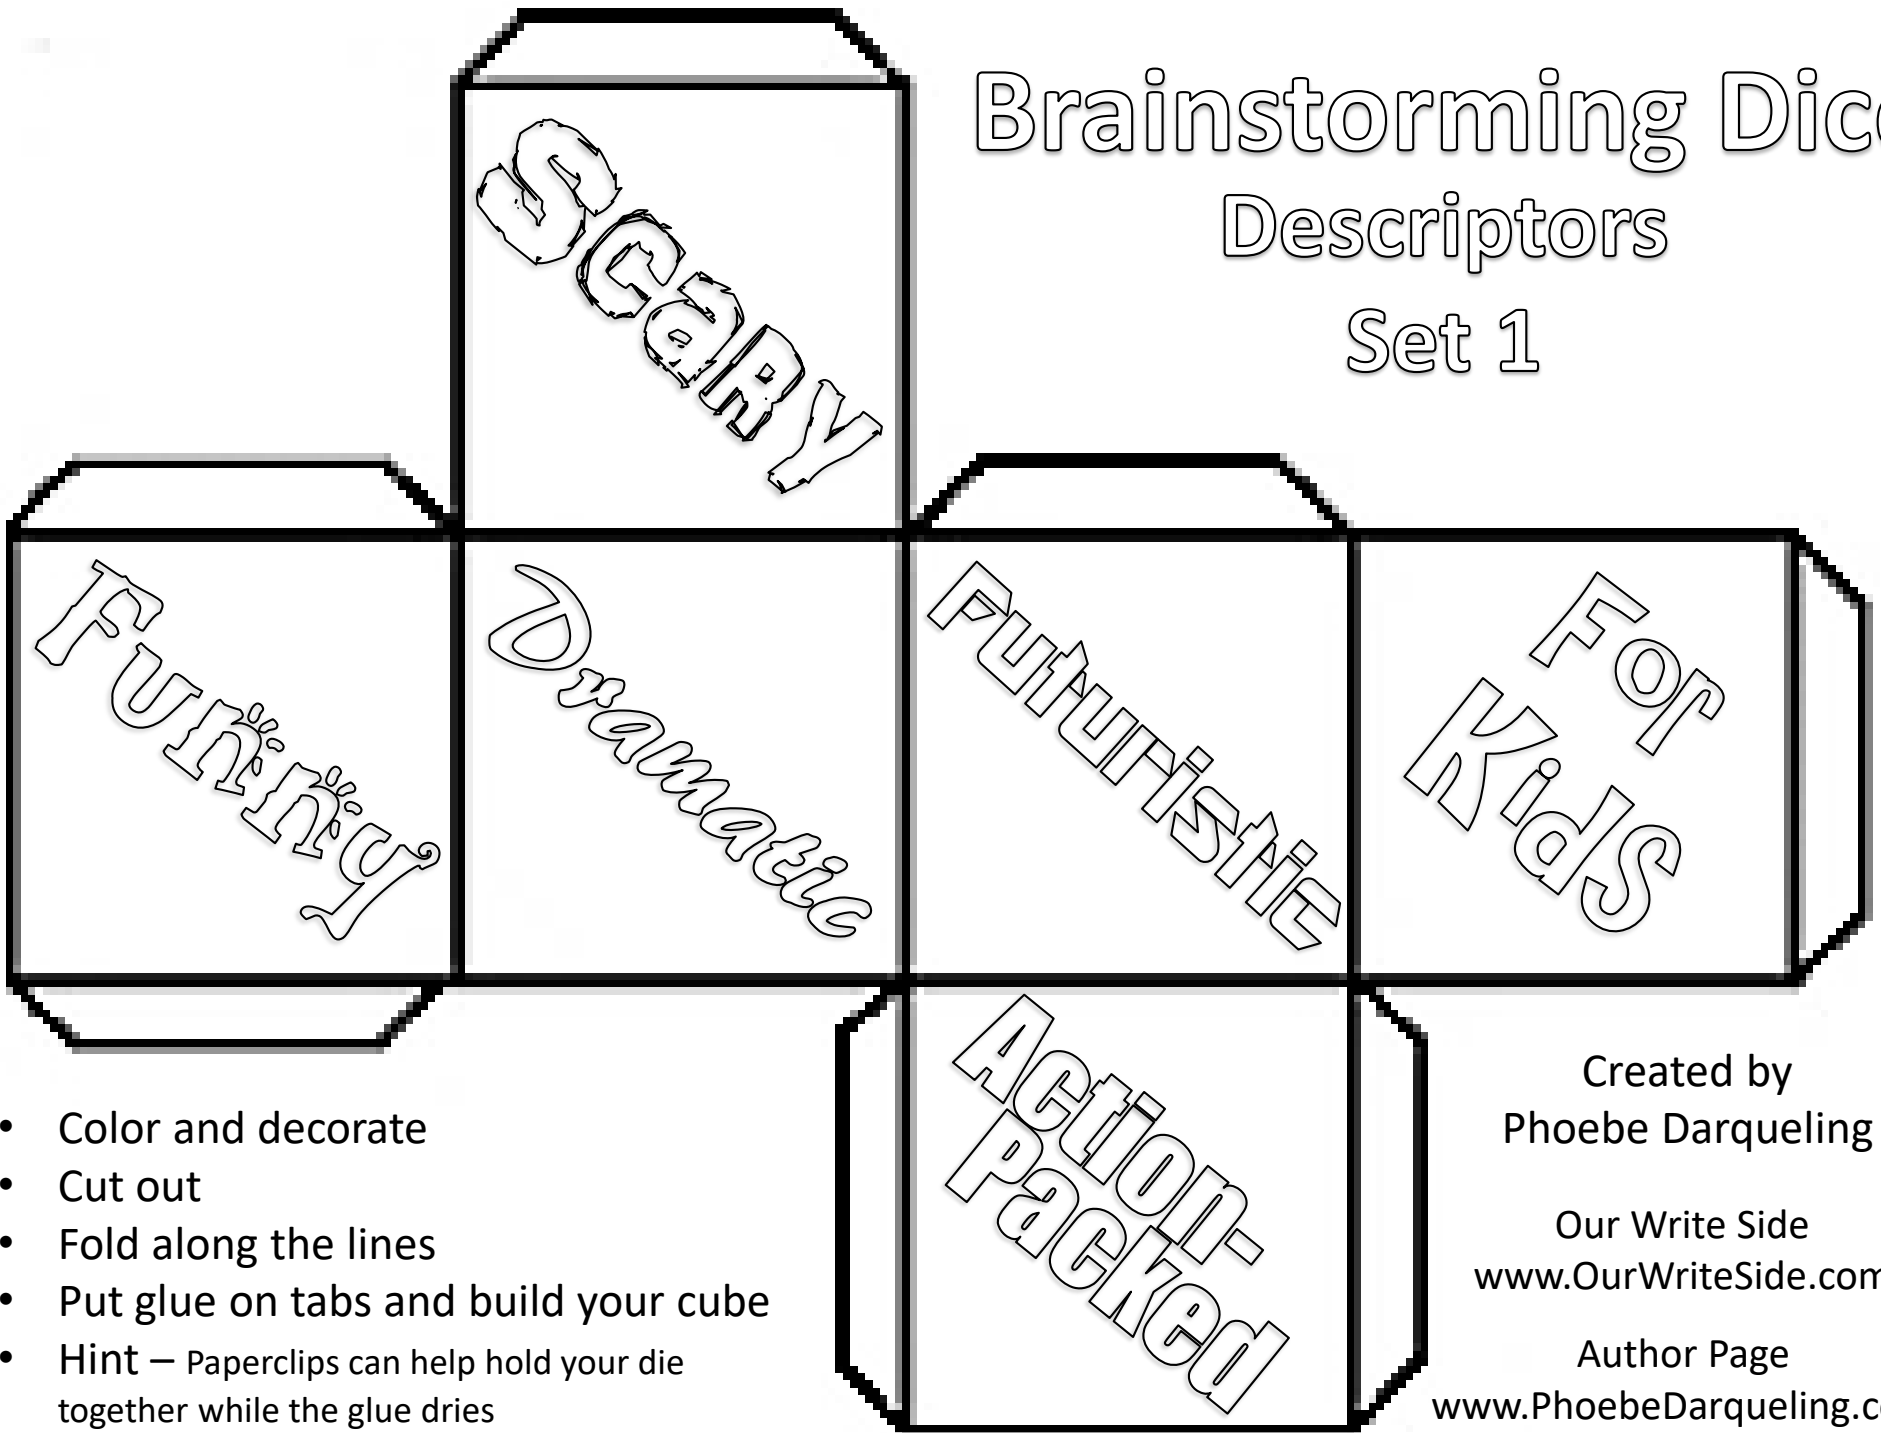 Brainstorming Dic
Descriptors
Set 1
Scary
Funny
Dramatic
Futuristic
For
Kids
Action-
Packed
• Color and decorate
• Cut out
• Fold along the lines
• Put glue on tabs and build your cube
• Hint – Paperclips can help hold your die
together while the glue dries
Created by
Phoebe Darqueling
Our Write Side
www.OurWriteSide.com
Author Page
www.PhoebeDarqueling.c